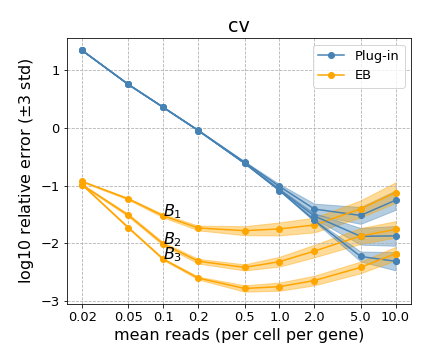 cv
Plug-in
EB
1
0
−1
−2
−3
log10 relative error (±3 std)
B1
B2
B3
0.02 0.05 0.1 0.2 0.5 1.0 2.0 5.0 10.0
mean reads (per cell per gene)